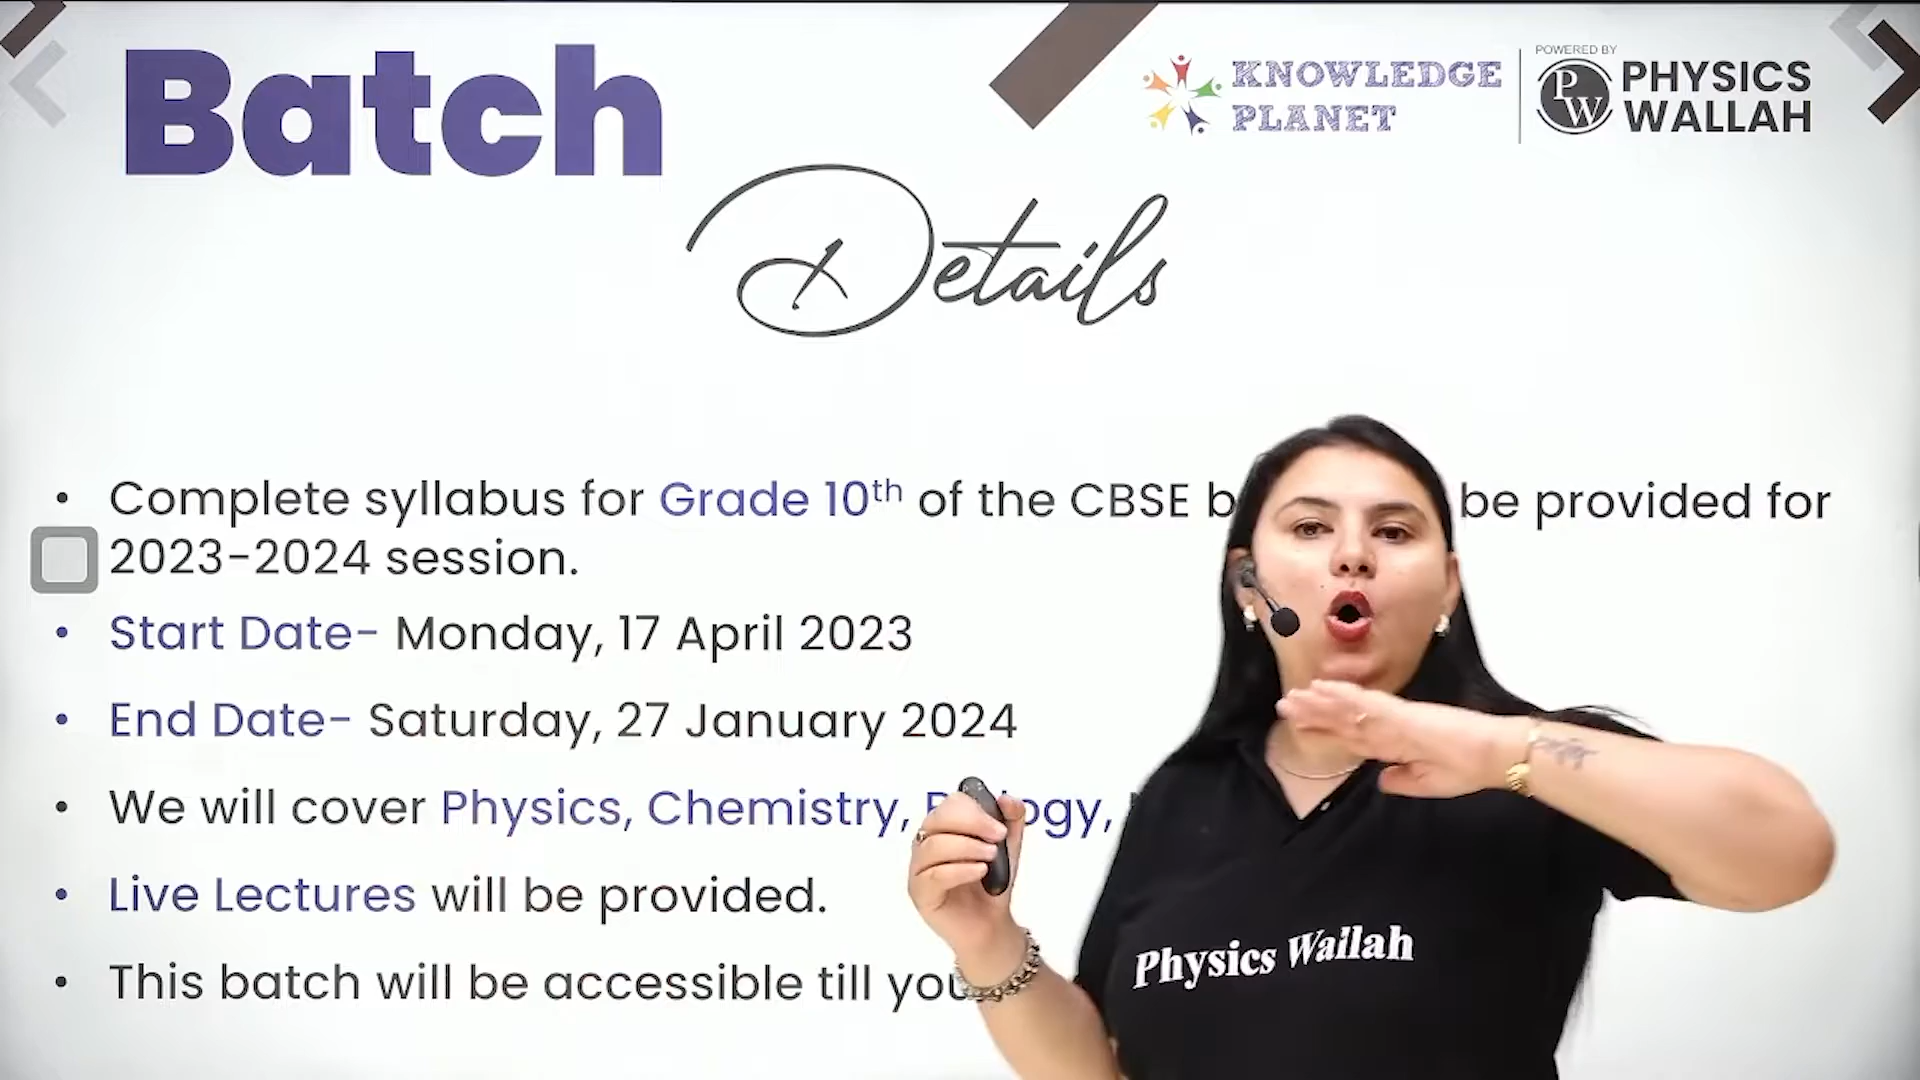 Batch
Details
KNOWLEDGE
PLANET
POWERED BY
PHYSICS
WALLAH
PW
• Complete syllabus for Grade 10th of the CBSE be provided for
2023-2024 session.
• Start Date- Monday, 17 April 2023
• End Date- Saturday, 27 January 2024
• We will cover Physics, Chemistry,
• Live Lectures will be provided.
• This batch will be accessible till
Physics Wallah